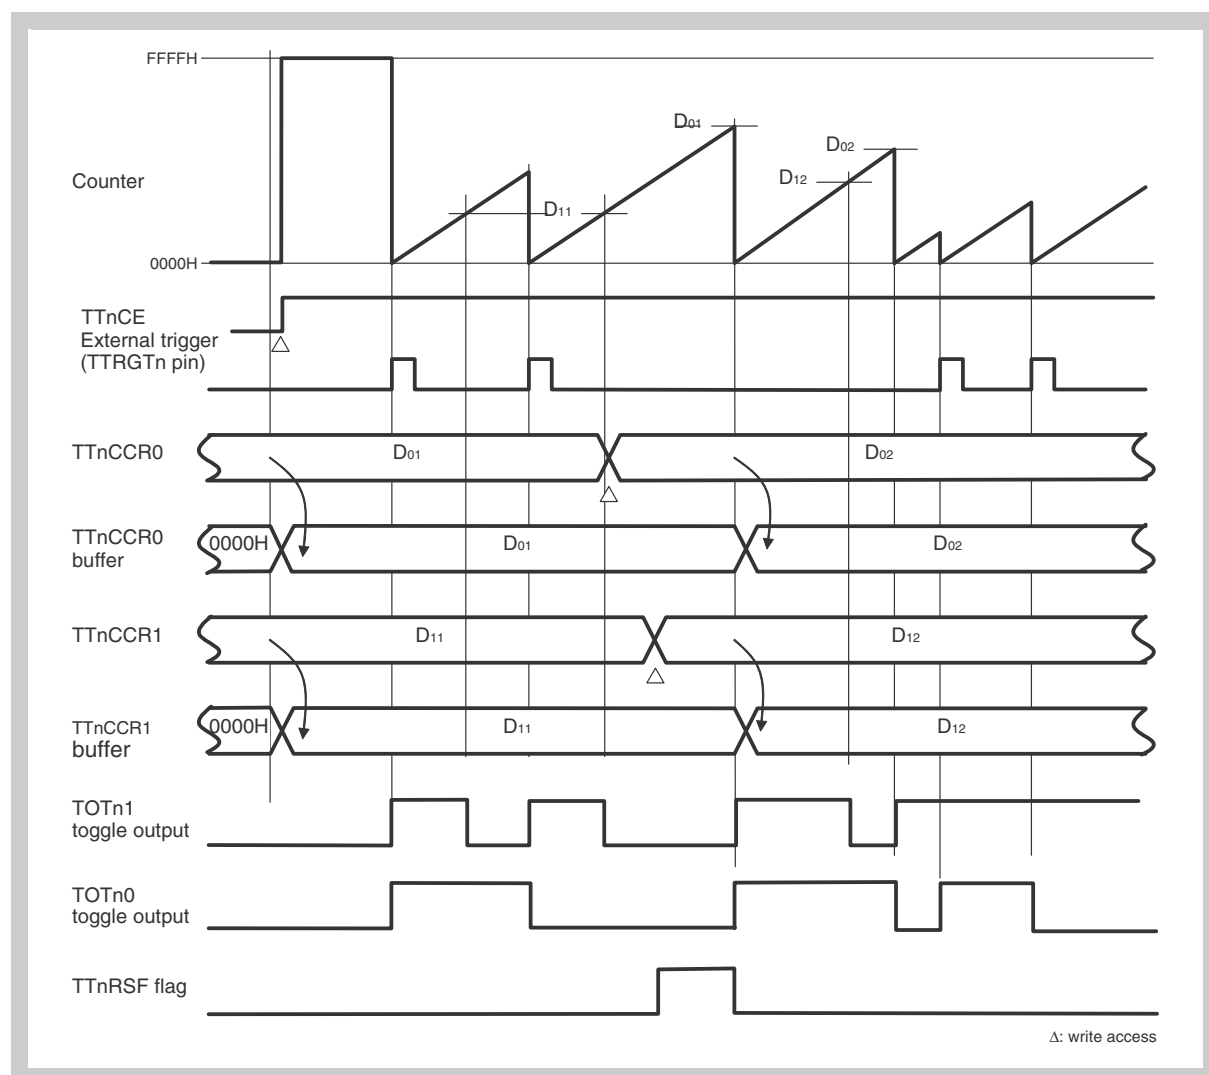 FFFFH
D01
D02
D12
Counter
D11
0000H
TTnCE
External trigger
(TTRGTn pin)
TTnCCR0
D01
D02
TTnCCR0
buffer
0000H
D01
D02
TTnCCR1
D11
D12
TTnCCR1
buffer
0000H
D11
D12
TOTn1
toggle output
TOTn0
toggle output
TTnRSF flag
Δ: write access